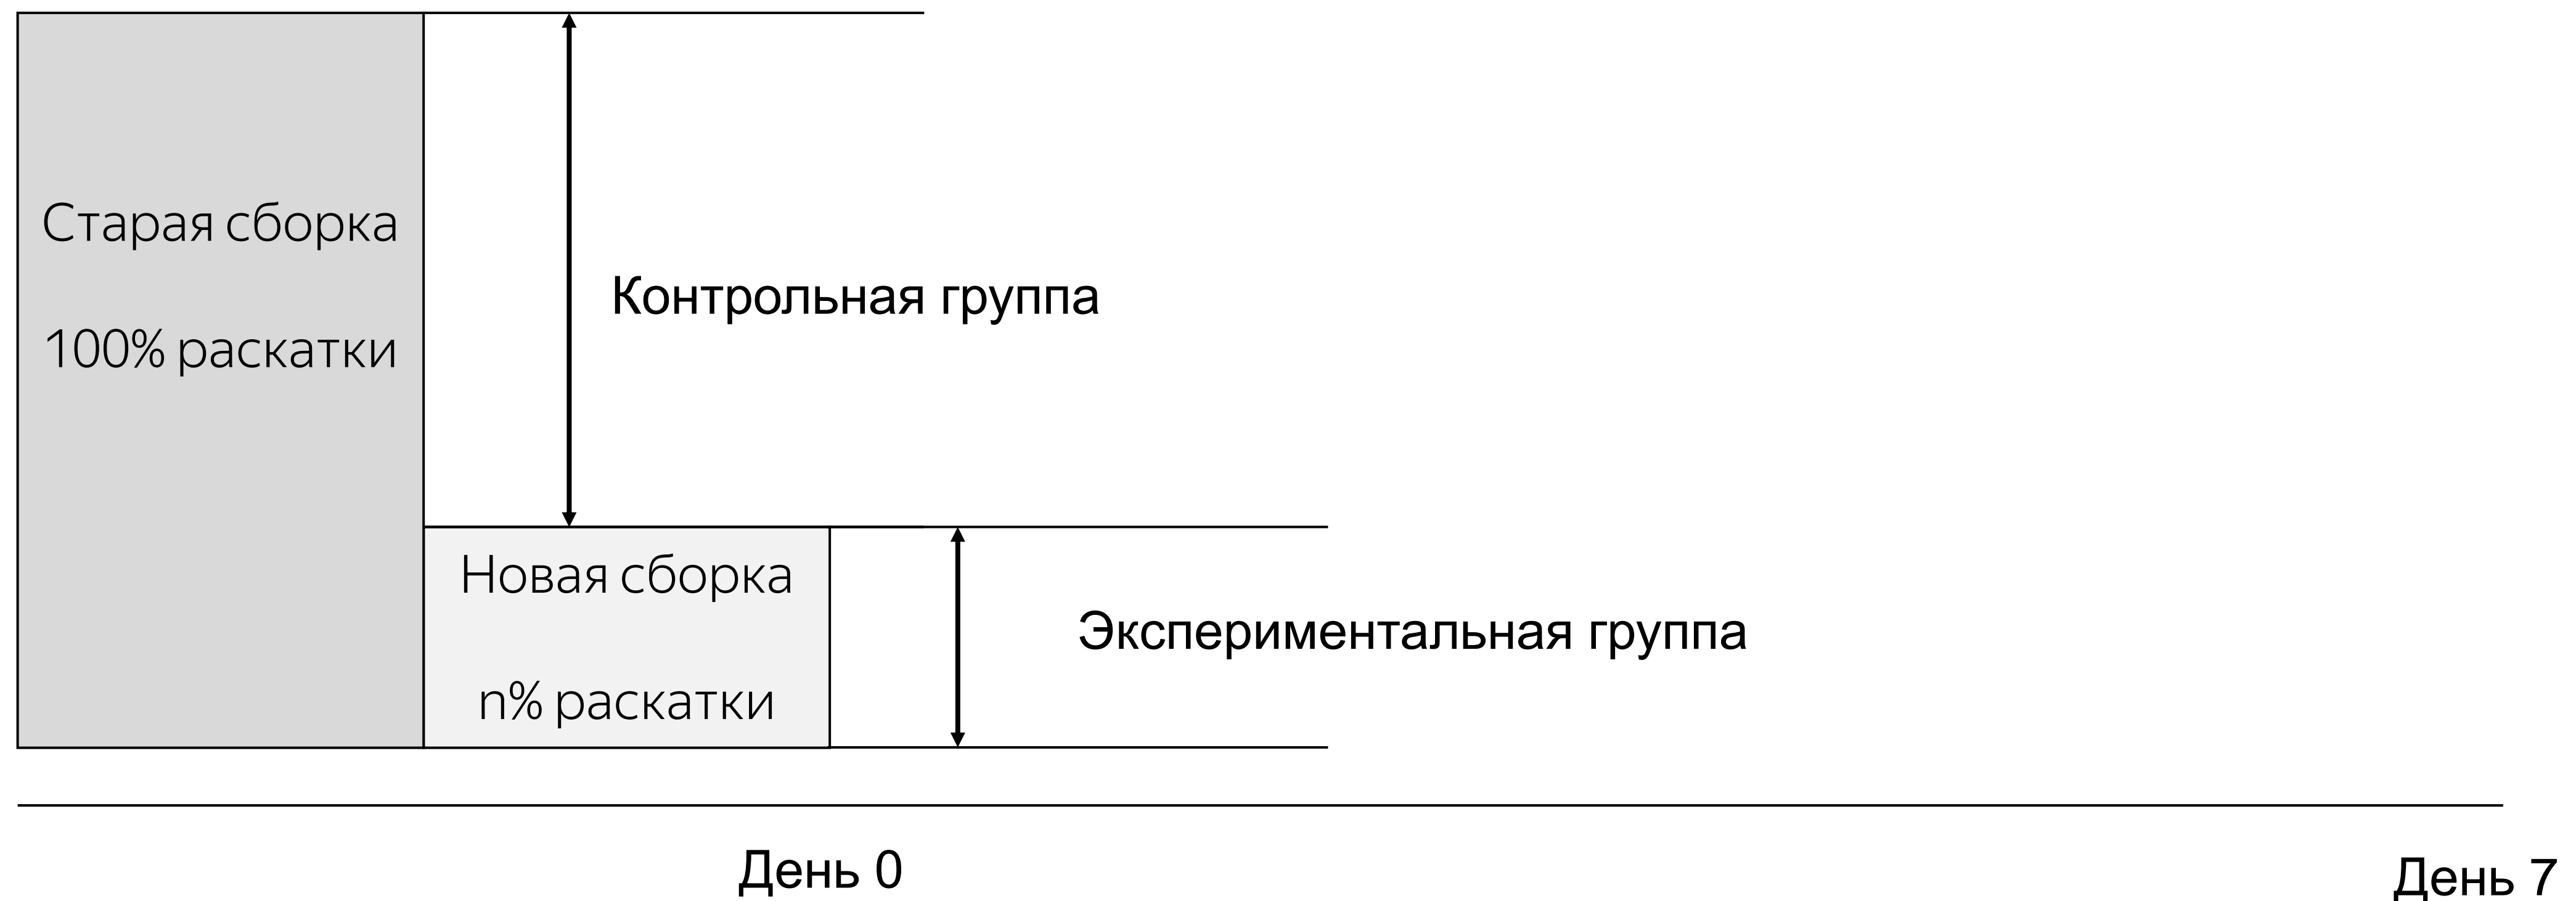 Старая сборка
100% раскатки
Контрольная группа
Новая сборка
n% раскатки
Экспериментальная группа
День 0
День 7